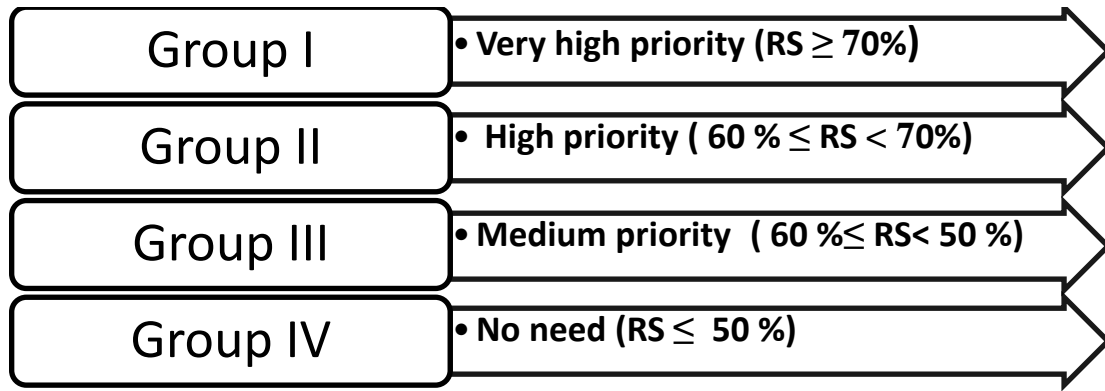 Group I
• Very high priority (RS ≥ 70%)
Group II
• High priority ( 60 % ≤ RS < 70%)
Group III
• Medium priority ( 60 %≤ RS< 50 %)
Group IV
• No need (RS ≤ 50 %)